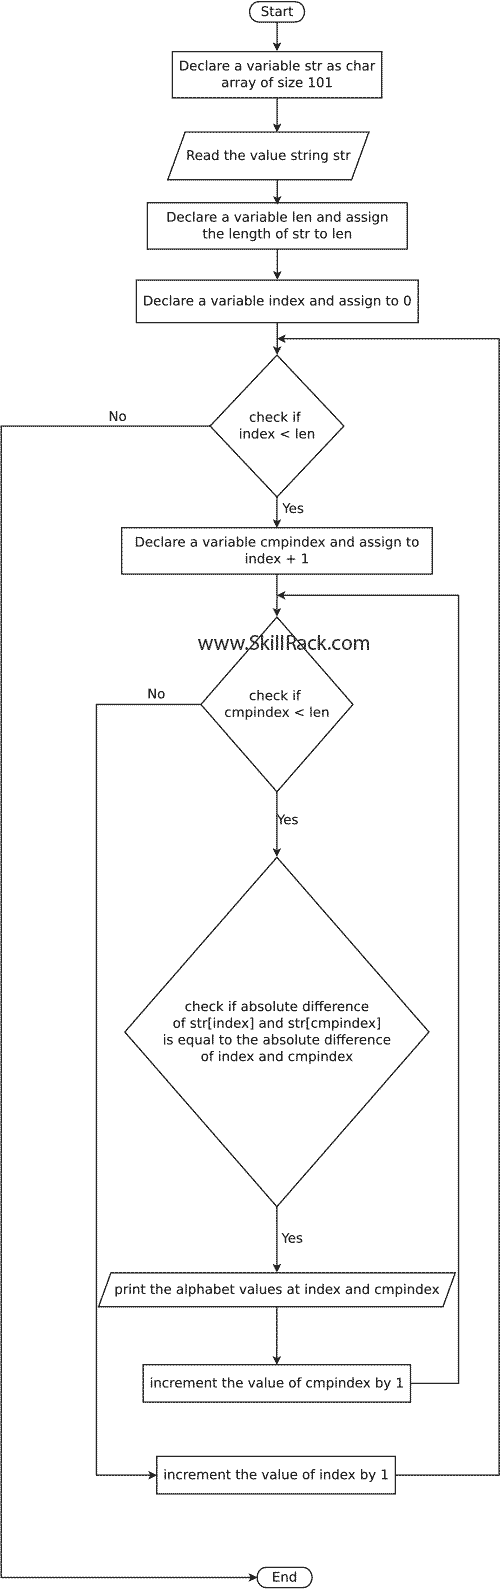 Start
Declare a variable str as char
array of size 101
Read the value string str
Declare a variable len and assign
the length of str to len
Declare a variable index and assign to 0
check if
index < len
No
Yes
Declare a variable cmpindex and assign to
index + 1
www.SkillRack.com
check if
cmpindex < len
No
Yes
check if absolute difference
of str[index] and str[cmpindex]
is equal to the absolute difference
of index and cmpindex
Yes
print the alphabet values at index and cmpindex
increment the value of cmpindex by 1
increment the value of index by 1
End